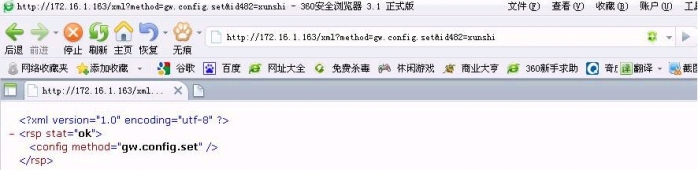 http://172.16.1.163/xml?method=gw.config.set&id482=xunshi - 360安全浏览器 3.1 正式版 文件(F) 查看(V) 收藏(B) 账户(U) 工具
http://172.16.1.163/xml?method=gw.config.set&id482=xunshi
后退 前进 停止 刷新 主页 恢复 无痕
网络收藏夹 添加收藏 谷歌 百度 网址大全 免费杀毒 休闲游戏 商业大亨 360新手求助 奇 译 翻译 截图
http://172.16.1.163/xml...
<?xml version="1.0" encoding="utf-8" ?>
- <rsp stat="ok">
<config method="gw.config.set" />
</rsp>